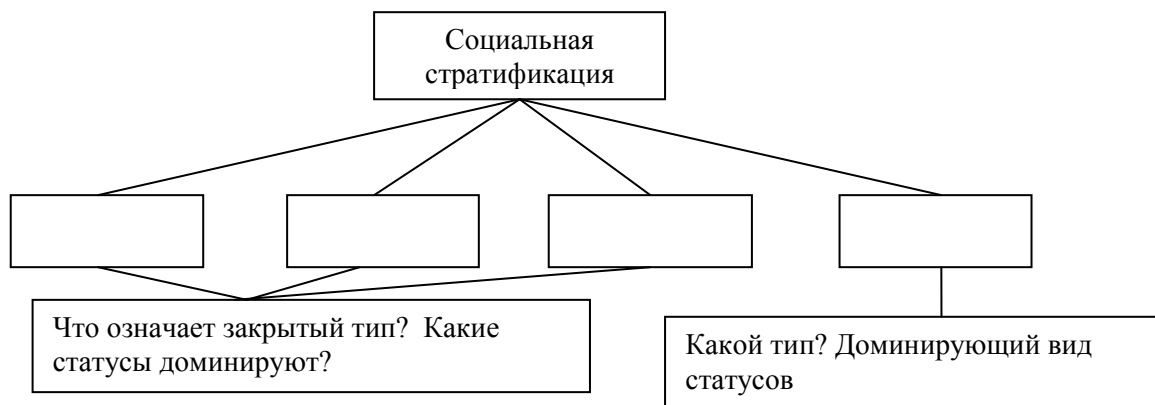 Социальная
стратификация
Что означает закрытый тип?  Какие
статусы доминируют?
Какой тип? Доминирующий вид
статусов